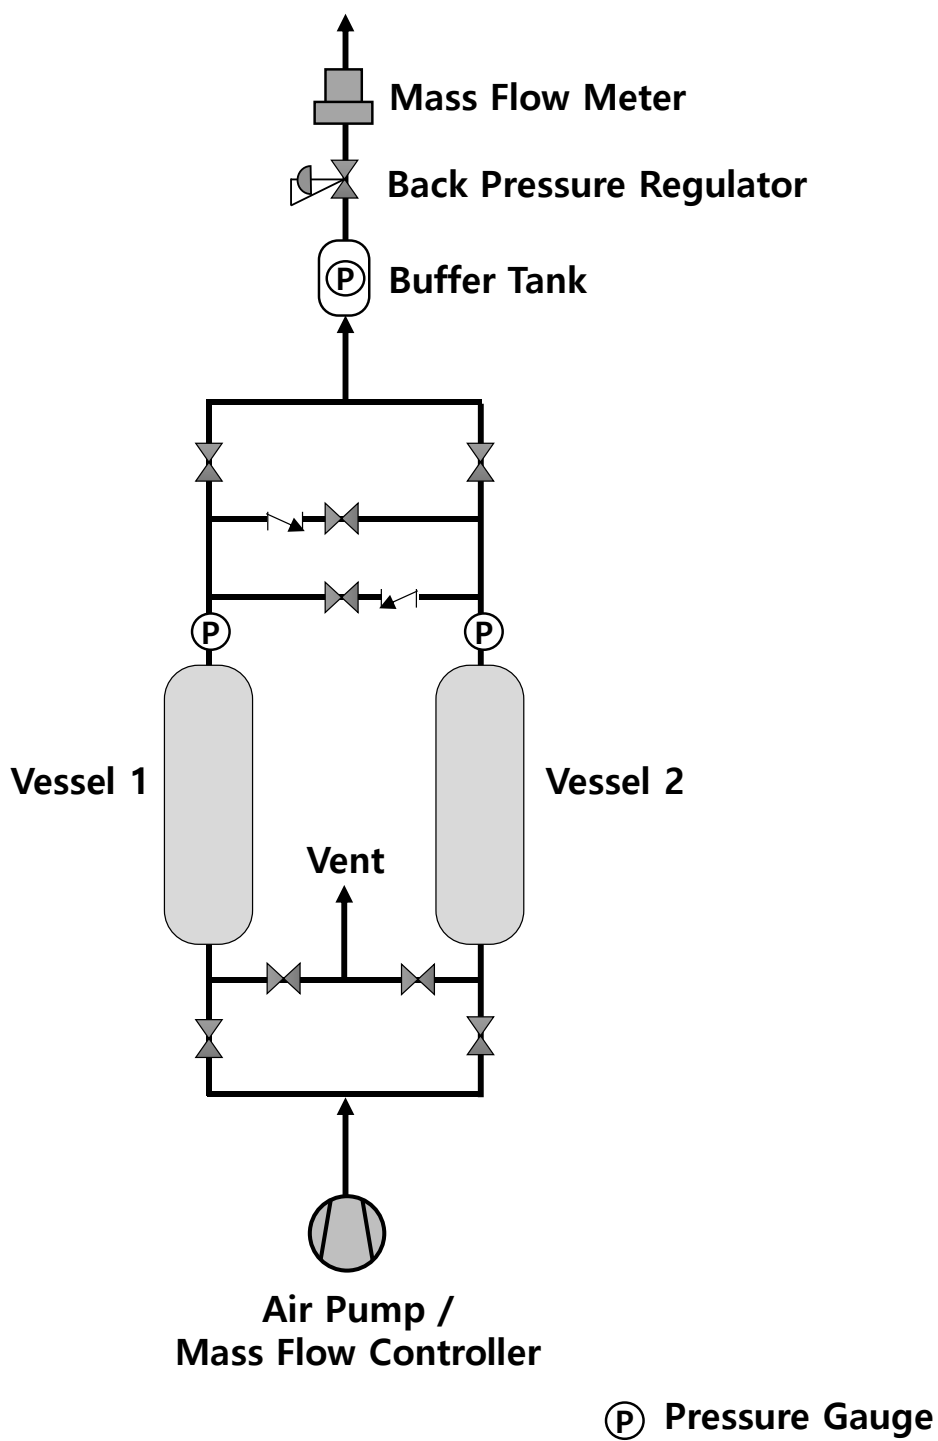 Mass Flow Meter
Back Pressure Regulator
P
Buffer Tank
P
P
Vessel 1
Vessel 2
Vent
Air Pump /
Mass Flow Controller
P Pressure Gauge